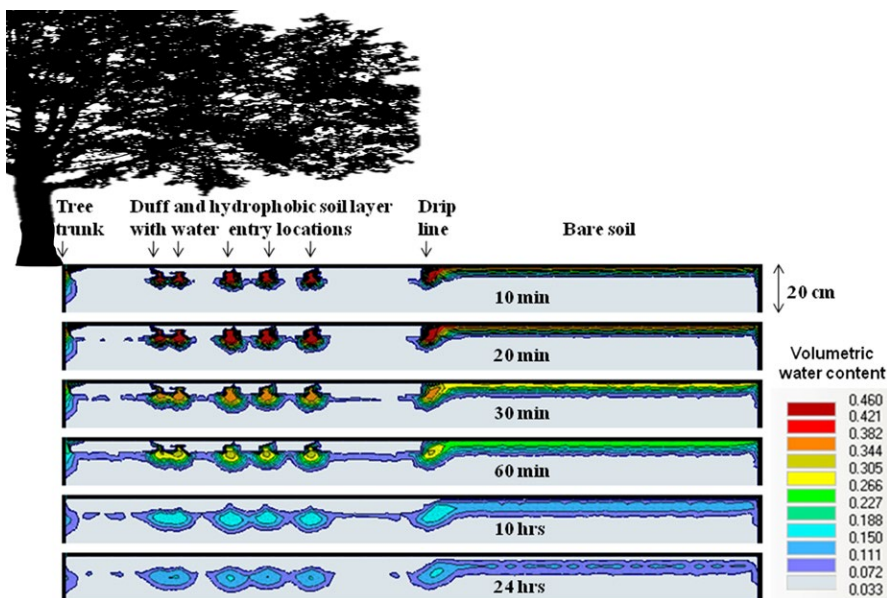 Tree trunk
Duff and hydrophobic soil layer with water entry locations
Drip line
Bare soil
10 min
20 cm
20 min
30 min
60 min
10 hrs
24 hrs
Volumetric water content
0.460
0.421
0.382
0.344
0.305
0.266
0.227
0.188
0.150
0.111
0.072
0.033